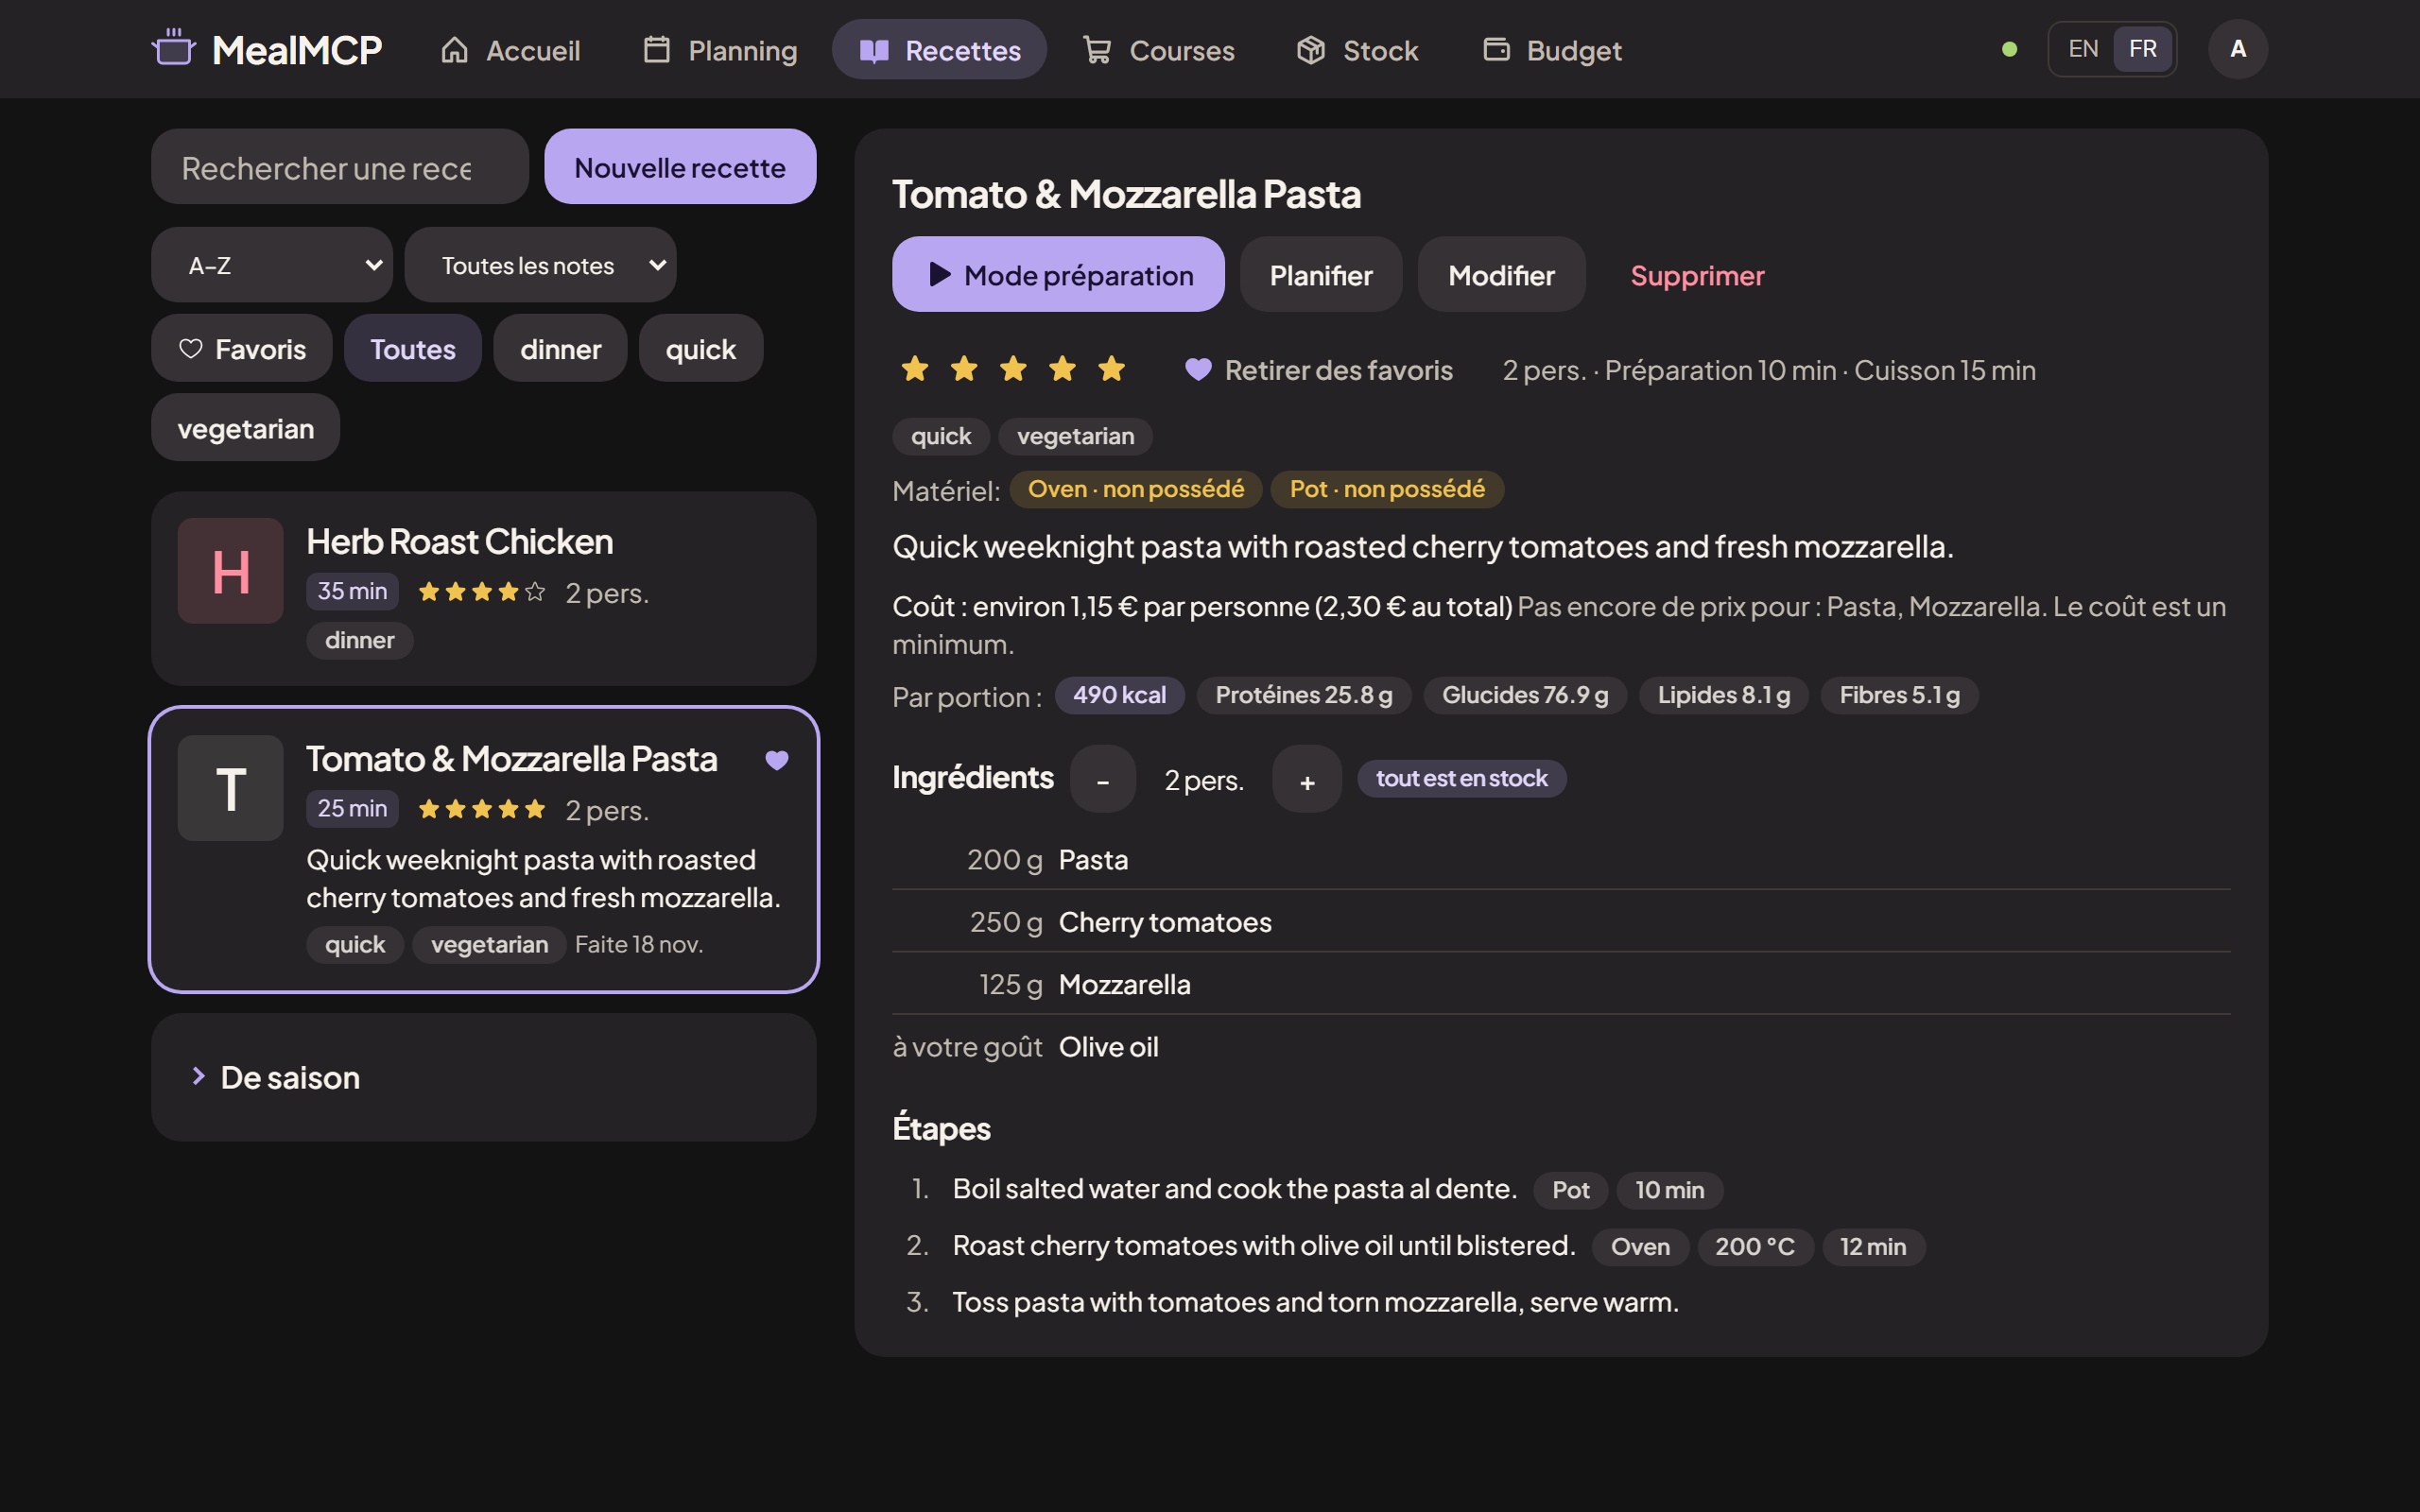 MealMCP Accueil Planning Recettes Courses Stock Budget EN FR A
Rechercher une rece Nouvelle recette
A–Z Toutes les notes
Favoris Toutes dinner quick
vegetarian
H
Herb Roast Chicken
35 min 2 pers.
dinner
T
Tomato & Mozzarella Pasta
25 min 2 pers.
Quick weeknight pasta with roasted
cherry tomatoes and fresh mozzarella.
quick vegetarian Faite 18 nov.
De saison
Tomato & Mozzarella Pasta
Mode préparation Planifier Modifier Supprimer
Retirer des favoris 2 pers. · Préparation 10 min · Cuisson 15 min
quick vegetarian
Matériel: Oven · non possédé Pot · non possédé
Quick weeknight pasta with roasted cherry tomatoes and fresh mozzarella.
Coût : environ 1,15 € par personne (2,30 € au total) Pas encore de prix pour : Pasta, Mozzarella. Le coût est un
minimum.
Par portion : 490 kcal Protéines 25.8 g Glucides 76.9 g Lipides 8.1 g Fibres 5.1 g
Ingrédients - 2 pers. + tout est en stock
200 g Pasta
250 g Cherry tomatoes
125 g Mozzarella
à votre goût Olive oil
Étapes
1. Boil salted water and cook the pasta al dente. Pot 10 min
2. Roast cherry tomatoes with olive oil until blistered. Oven 200 °C 12 min
3. Toss pasta with tomatoes and torn mozzarella, serve warm.